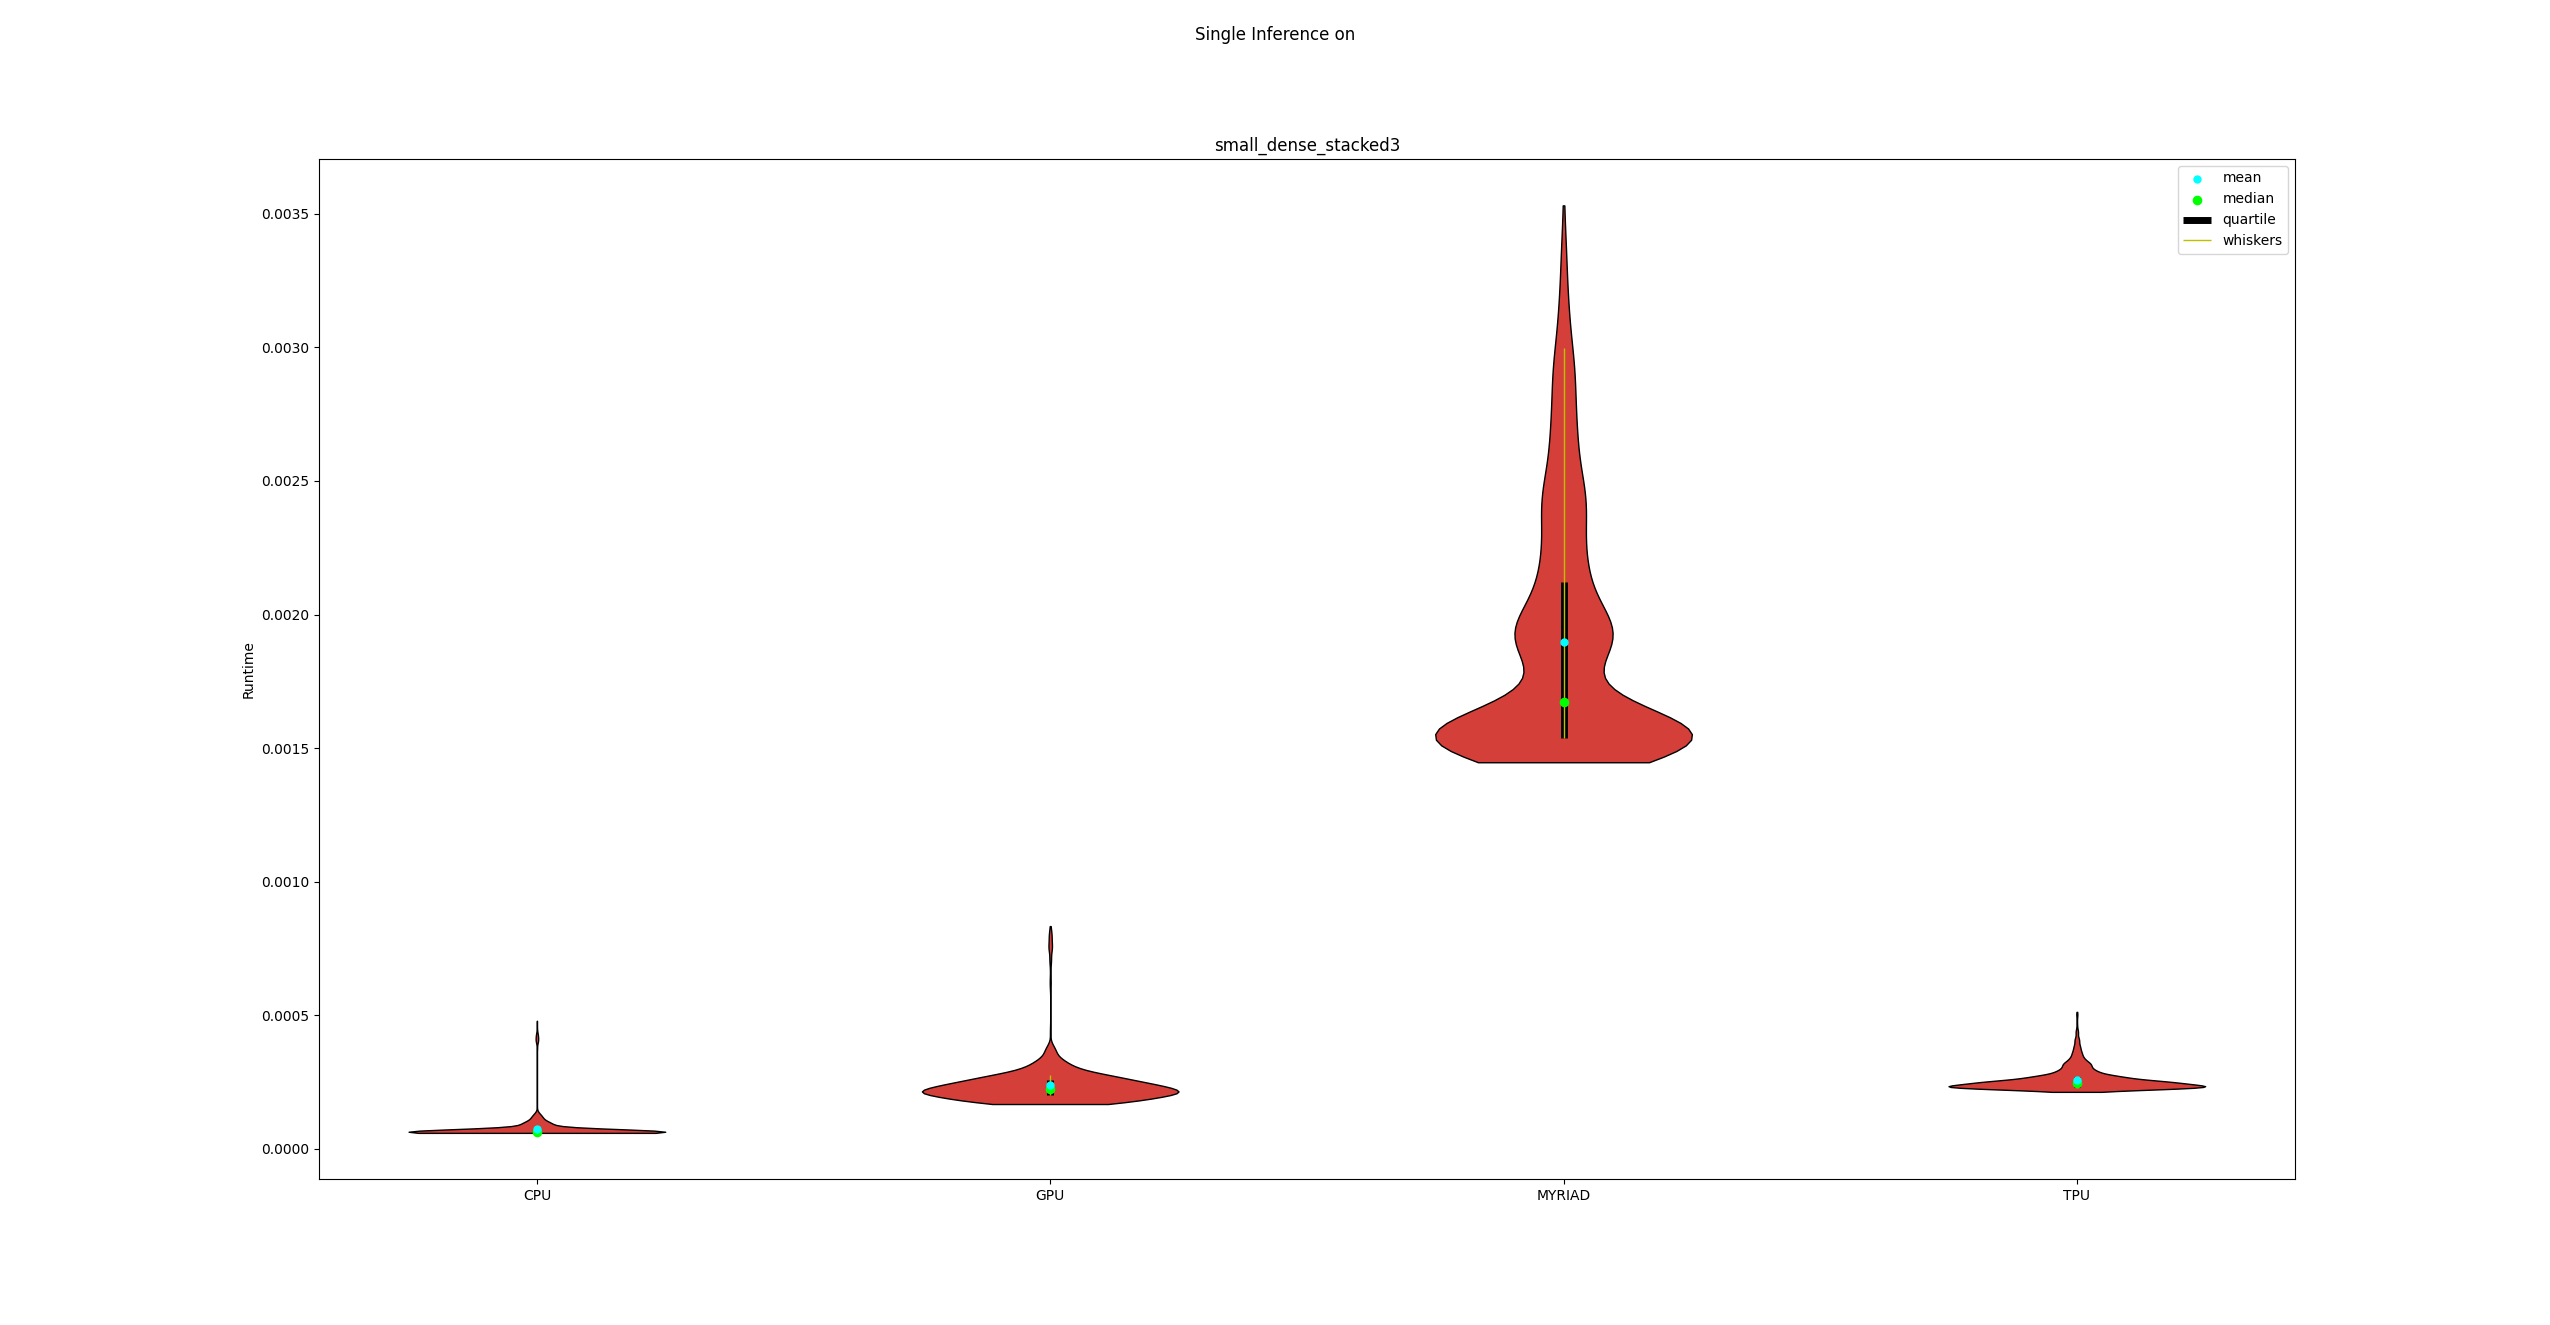 Single Inference on
small_dense_stacked3
mean
median
quartile
whiskers
0.0035
0.0030
0.0025
0.0020
0.0015
0.0010
0.0005
0.0000
Runtime
CPU
GPU
MYRIAD
TPU